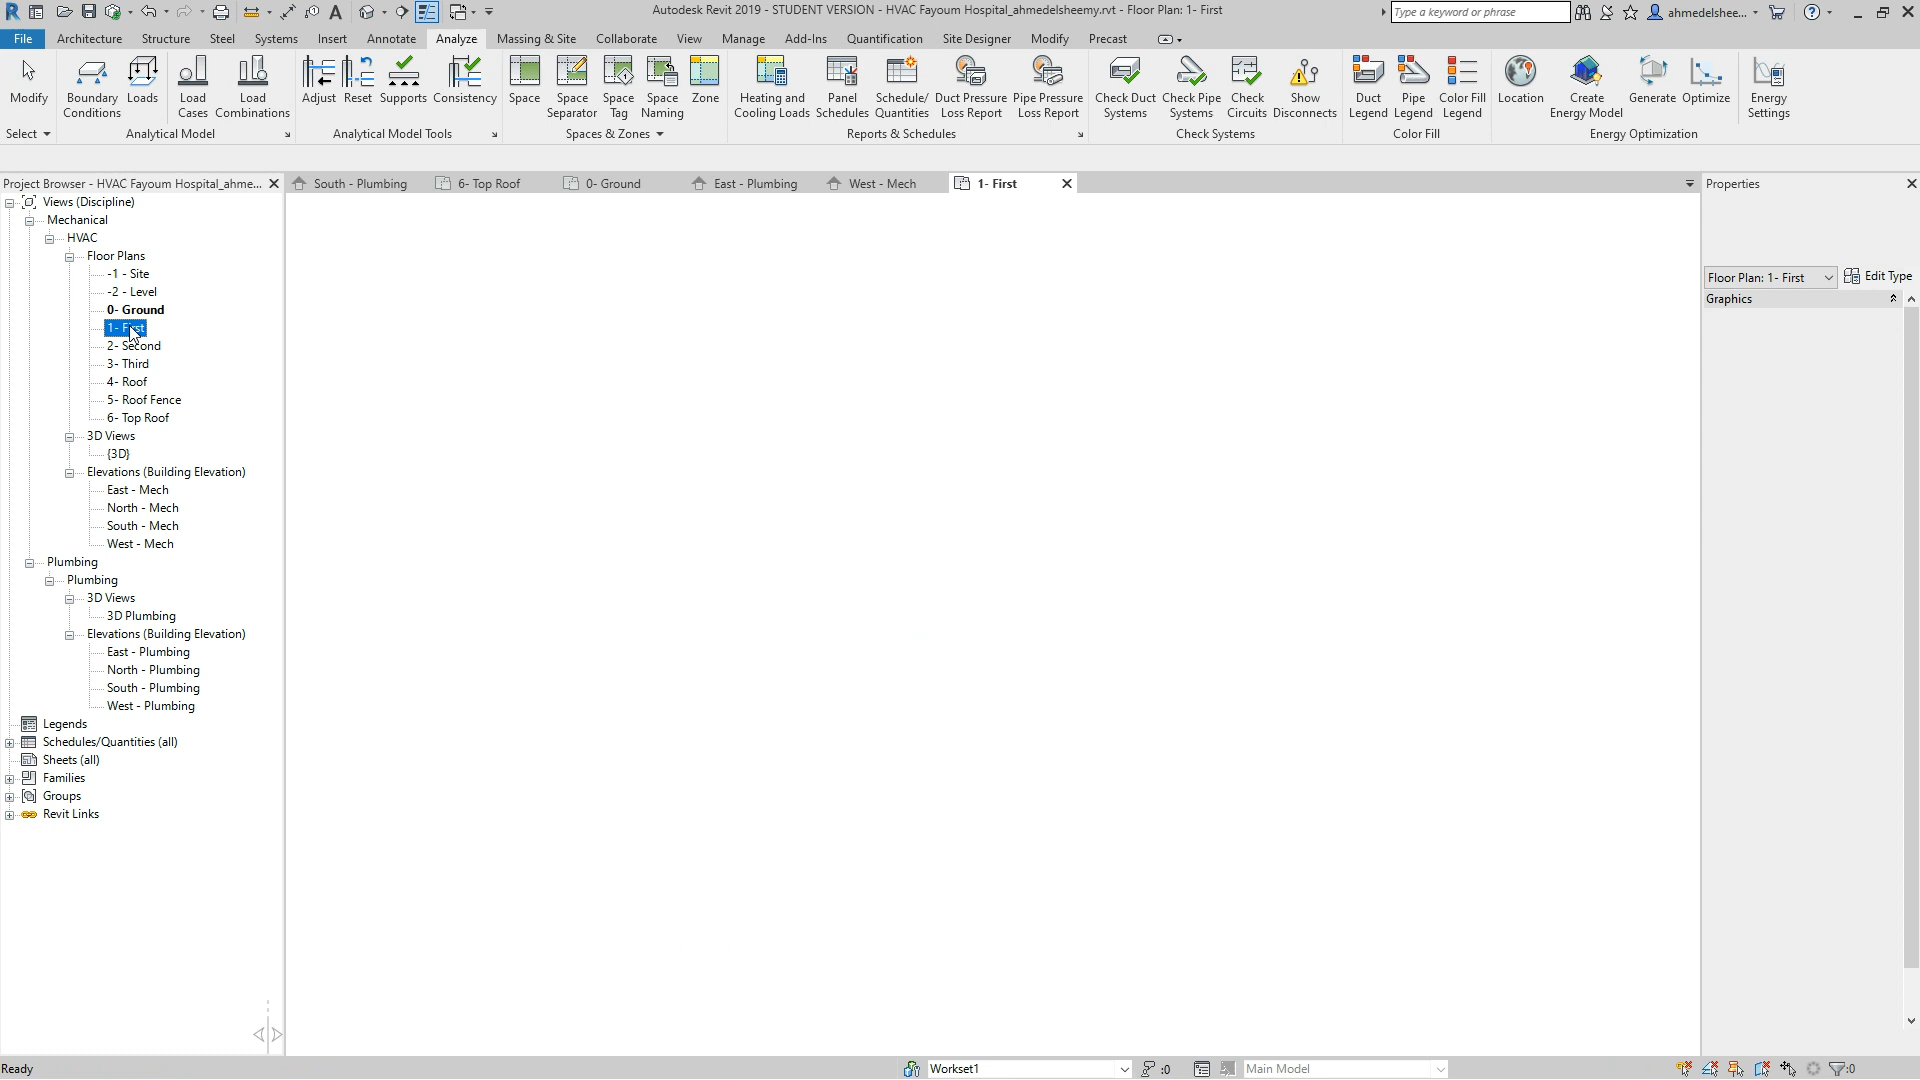 Autodesk Revit 2019 - STUDENT VERSION - HVAC Fayoum Hospital_ahmedelsheemy.rvt - Floor Plan: 1- First
Type a keyword or phrase
ahmedelshee...
File Architecture Structure Steel Systems Insert Annotate Analyze Massing & Site Collaborate View Manage Add-Ins Quantification Site Designer Modify Precast
Modify
Boundary Conditions
Loads
Load Cases
Load Combinations
Adjust
Reset
Supports
Consistency
Space
Space Separator
Space Tag
Space Naming
Zone
Heating and Cooling Loads
Panel Schedules
Schedule/ Quantities
Duct Pressure Loss Report
Pipe Pressure Loss Report
Check Duct Systems
Check Pipe Systems
Check Circuits
Show Disconnects
Duct Legend
Pipe Legend
Color Fill Legend
Location
Create Energy Model
Generate
Optimize
Energy Settings
Select
Analytical Model
Analytical Model Tools
Spaces & Zones
Reports & Schedules
Check Systems
Color Fill
Energy Optimization
Project Browser - HVAC Fayoum Hospital_ahme...
South - Plumbing
6- Top Roof
0- Ground
East - Plumbing
West - Mech
1- First
Properties
Views (Discipline)
Mechanical
HVAC
Floor Plans
-1 - Site
-2 - Level
0- Ground
1- First
2- Second
3- Third
4- Roof
5- Roof Fence
6- Top Roof
3D Views
{3D}
Elevations (Building Elevation)
East - Mech
North - Mech
South - Mech
West - Mech
Plumbing
Plumbing
3D Views
3D Plumbing
Elevations (Building Elevation)
East - Plumbing
North - Plumbing
South - Plumbing
West - Plumbing
Legends
Schedules/Quantities (all)
Sheets (all)
Families
Groups
Revit Links
Floor Plan: 1- First
Edit Type
Graphics
Ready
Workset1
:0
Main Model
:0